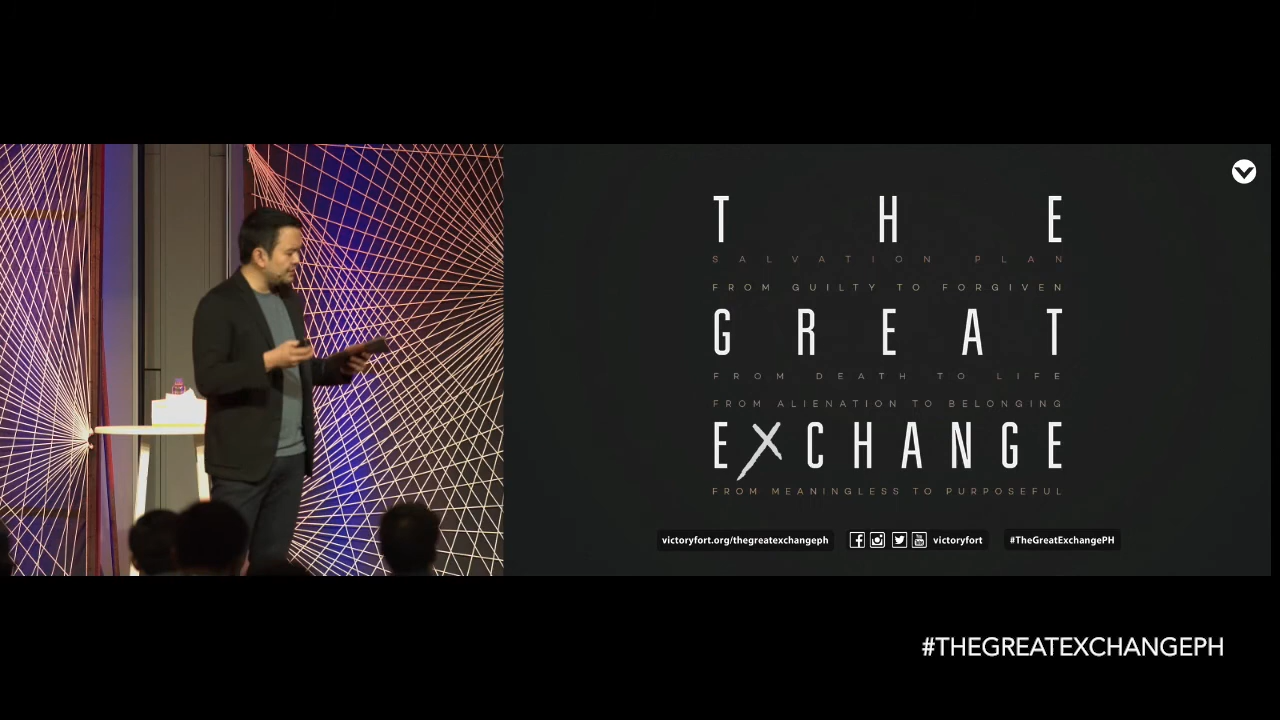 THE
SALVATION PLAN
FROM GUILTY TO FORGIVEN
GREAT
FROM DEATH TO LIFE
FROM ALIENATION TO BELONGING
EXCHANGE
FROM MEANINGLESS TO PURPOSEFUL
victoryfort.org/thegreatexchangeph victoryfort #TheGreatExchangePH
#THEGREATEXCHANGEPH